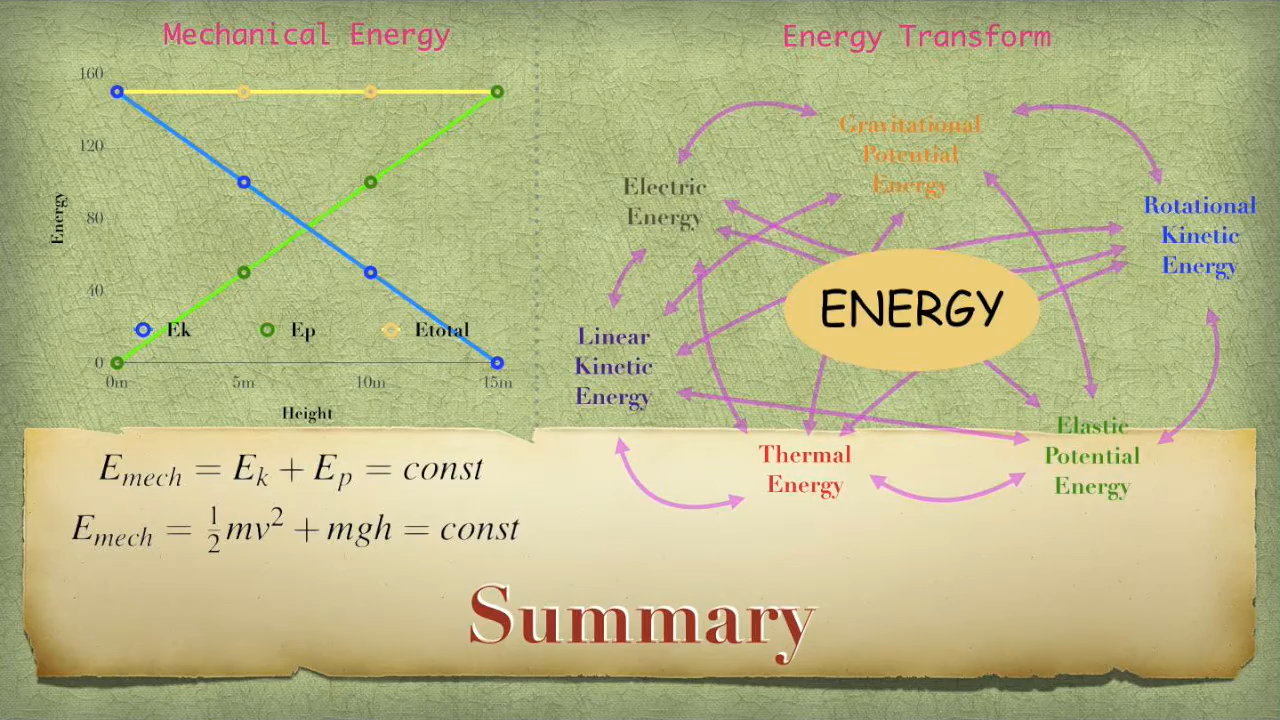 Mechanical Energy
160
120
80
40
0
Energy
0m
5m
10m
15m
Height
Ek
Ep
Etotal
Energy Transform
Gravitational
Potential
Energy
Electric
Energy
Rotational
Kinetic
Energy
ENERGY
Linear
Kinetic
Energy
Thermal
Energy
Elastic
Potential
Energy
E_mech = E_k + E_p = const
E_mech = 1/2 mv² + mgh = const
Summary